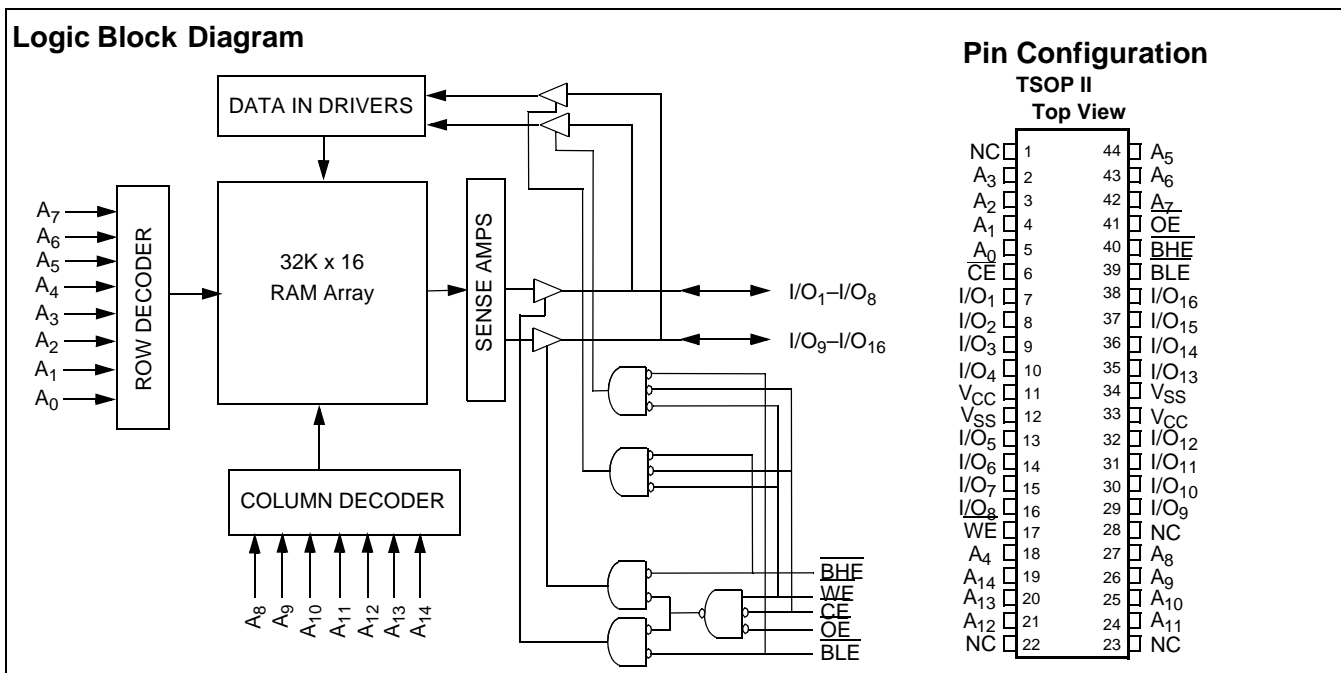 Logic Block Diagram
DATA IN DRIVERS
A7
A6
A5
A4
A3
A2
A1
A0
ROW DECODER
32K x 16
RAM Array
SENSE AMPS
I/O1–I/O8
I/O9–I/O16
COLUMN DECODER
A8
A9
A10
A11
A12
A13
A14
BHE
WE
CE
OE
BLE
Pin Configuration
TSOP II
Top View
NC 1 44 A5
A3 2 43 A6
A2 3 42 A7
A1 4 41 OE
A0 5 40 BHE
CE 6 39 BLE
I/O1 7 38 I/O16
I/O2 8 37 I/O15
I/O3 9 36 I/O14
I/O4 10 35 I/O13
VCC 11 34 VSS
VSS 12 33 VCC
I/O5 13 32 I/O12
I/O6 14 31 I/O11
I/O7 15 30 I/O10
I/O8 16 29 I/O9
WE 17 28 NC
A4 18 27 A8
A14 19 26 A9
A13 20 25 A10
A12 21 24 A11
NC 22 23 NC